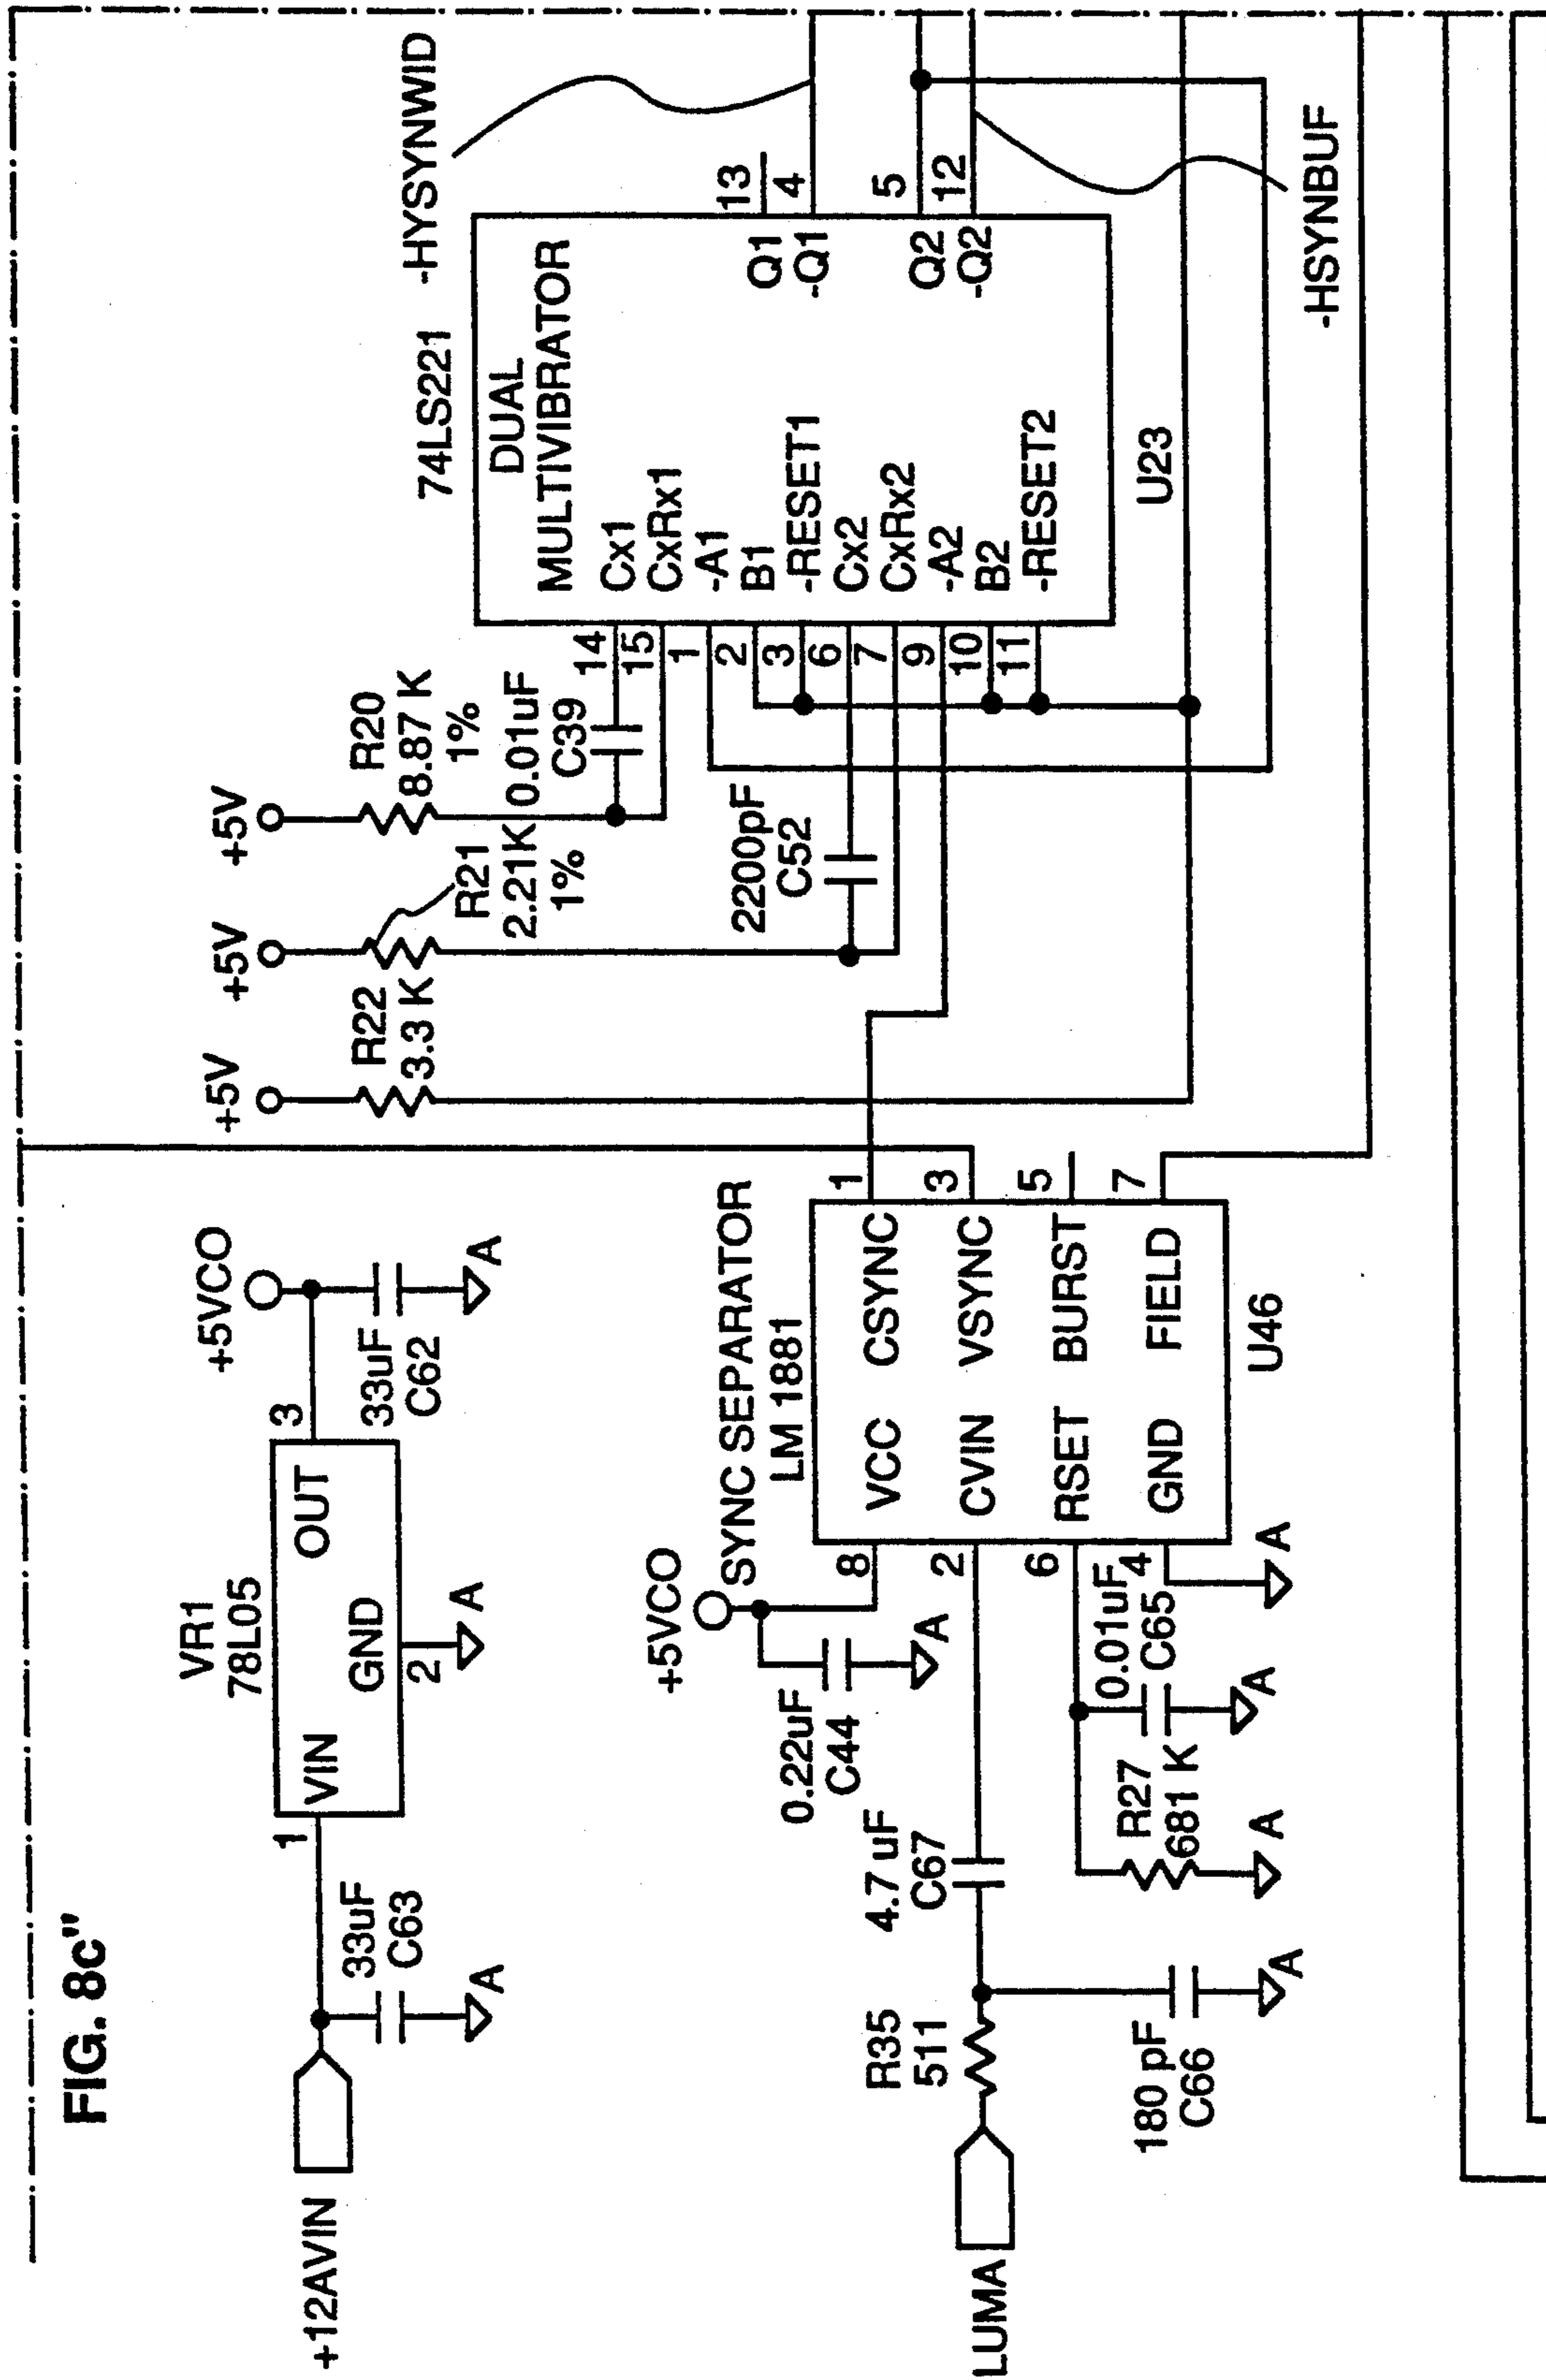 FIG. 8c"
+12AVIN
33uF
C63
1
VR1
78L05
VIN
OUT
GND
2
3
A
A
+5VCO
33uF
C62
A
LUMA
R35
511
180 pF
C66
A
4.7 uF
C67
+5VCO
0.22uF
C44
A
R27
681 K
A
0.01uF
C65
A
A
SYNC SEPARATOR
LM 1881
8
VCC
CSYNC
1
2
CVIN
VSYNC
3
6
RSET
BURST
5
4
GND
FIELD
7
U46
+5V
R22
3.3 K
+5V
R21
2.21K
1%
+5V
R20
8.87 K
1%
0.01uF
C39
2200pF
C52
74LS221
DUAL
MULTIVIBRATOR
14
Cx1
15
CxRx1
1
-A1
2
B1
3
-RESET1
6
Cx2
7
CxRx2
9
-A2
10
B2
11
-RESET2
Q1
13
-Q1
4
Q2
5
-Q2
12
U23
-HYSYNWID
-HSYNBUF